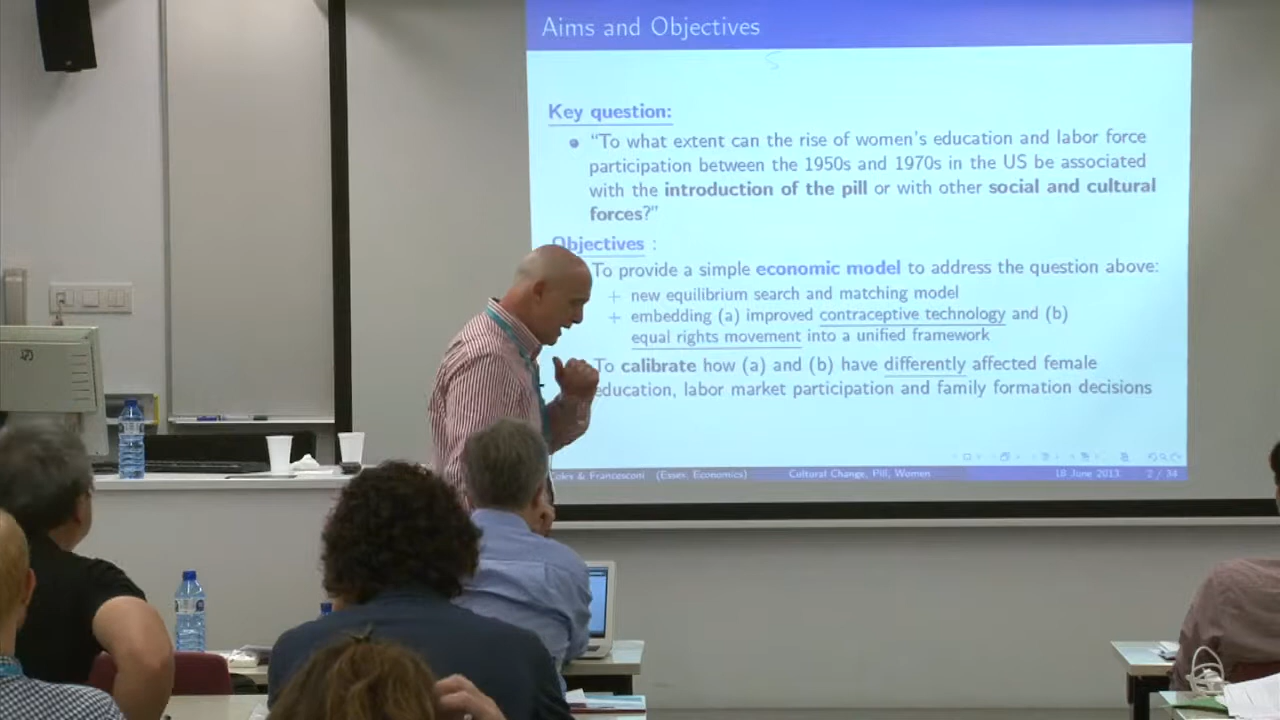 Aims and Objectives
Key question:
“To what extent can the rise of women's education and labor force
participation between the 1950s and 1970s in the US be associated
with the introduction of the pill or with other social and cultural
forces?”
Objectives :
To provide a simple economic model to address the question above:
+ new equilibrium search and matching model
+ embedding (a) improved contraceptive technology and (b)
equal rights movement into a unified framework
To calibrate how (a) and (b) have differently affected female
education, labor market participation and family formation decisions
Coles & Francesconi (Essex, Economics) Cultural Change, Pill, Women 18 June 2013 2 / 34